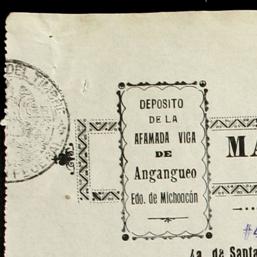 DEPOSITO
DE LA
AFAMADA VIGA
DE
Angangueo
Edo. de Michoacán
MA
4a. de Santa